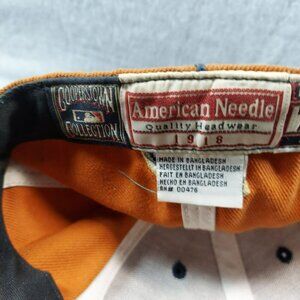 COOPERSTOWN
COLLECTION
American Needle
Quality Headwear
1918
MADE IN BANGLADESH
HERGESTELLT IN BANGLADESH
FAIT EN BANGLADESH
HECHO EN BANGLADESH
RN# 00476